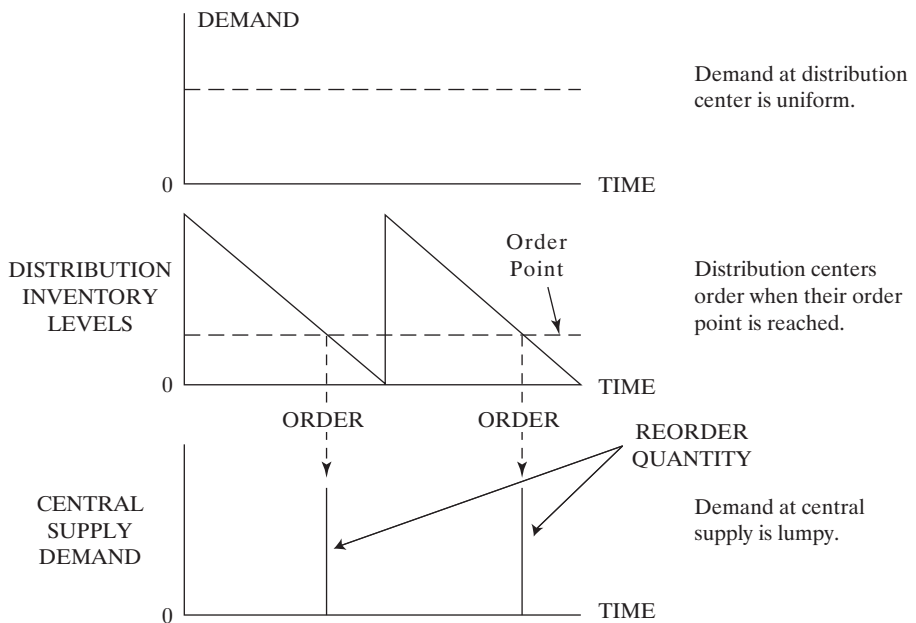 DEMAND
Demand at distribution
center is uniform.
0
TIME
DISTRIBUTION
INVENTORY
LEVELS
Order
Point
Distribution centers
order when their order
point is reached.
0
TIME
ORDER
ORDER
REORDER
QUANTITY
CENTRAL
SUPPLY
DEMAND
Demand at central
supply is lumpy.
0
TIME